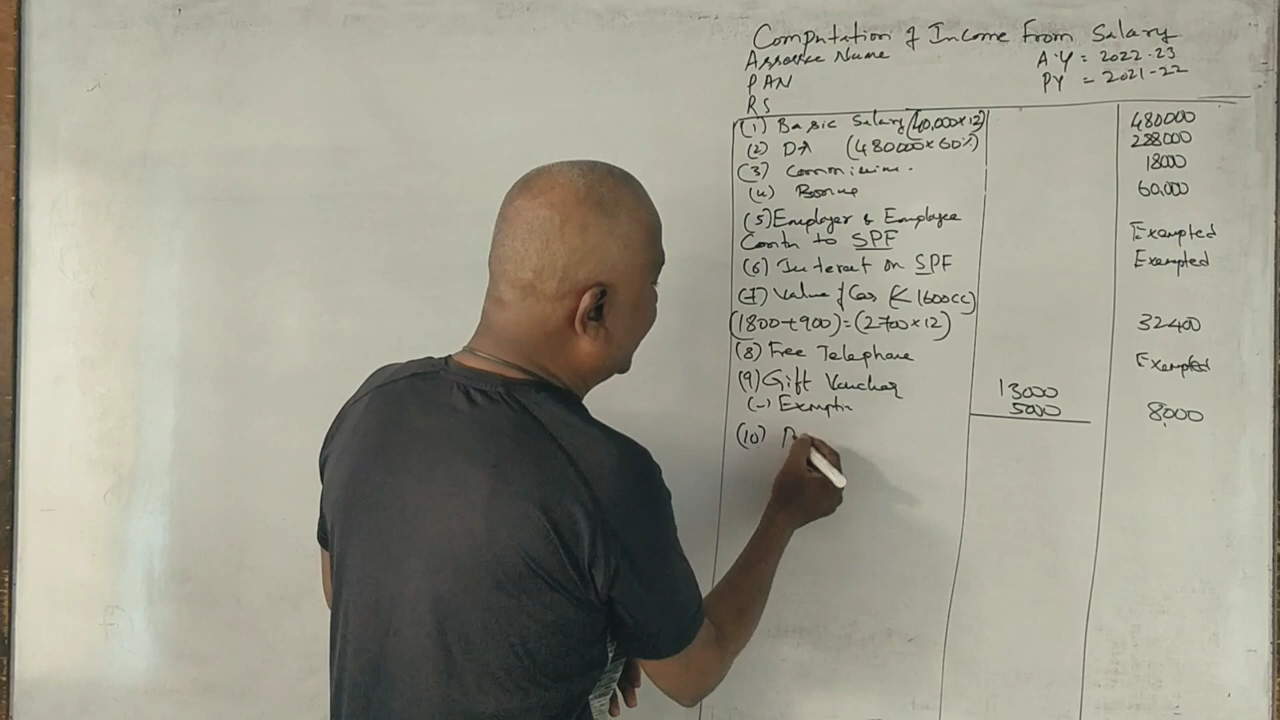 Computation of Income From Salary
Assessee Name A.Y = 2022-23
PAN PY = 2021-22
RS
(1) Basic Salary (40,000×12) 480000
(2) DA (480000×60%) 288000
(3) Commission. 18000
(4) Bonus 60,000
(5) Employer & Employee
Contn to SPF Exempted
(6) Interest on SPF Exempted
(7) Value of Car (< 1600cc)
(1800+900)=(2700×12) 32400
(8) Free Telephone Exempted
(9) Gift Voucher 13000
(-) Exemptin 5000 8,000
(10)